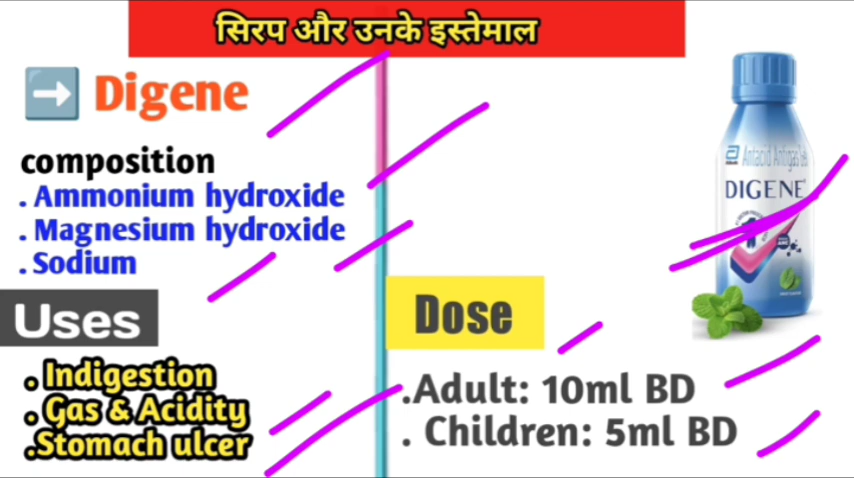 सिरप और उनके इस्तेमाल
➡ Digene
composition
. Ammonium hydroxide
. Magnesium hydroxide
. Sodium
Uses
. Indigestion
. Gas & Acidity
.Stomach ulcer
Antacid Antigas
DIGENE
Dose
.Adult: 10ml BD
. Children: 5ml BD